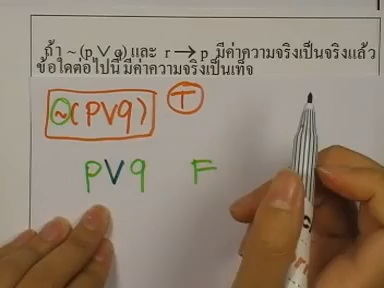 ถ้า ~ (p ∨ q) และ r → p มีค่าความจริงเป็นจริงแล้ว
ข้อใดต่อไปนี้ มีค่าความจริงเป็นเท็จ
~(P∨q) T
p∨q F